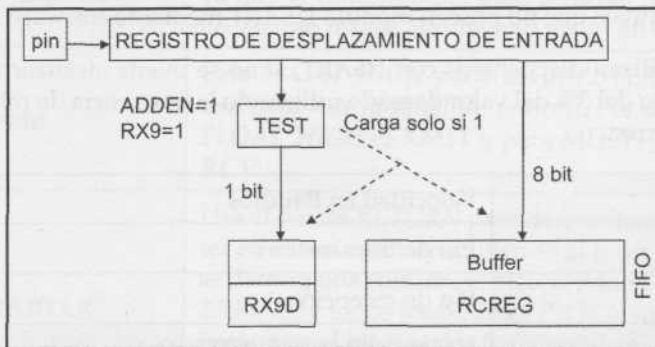 pin
REGISTRO DE DESPLAZAMIENTO DE ENTRADA
ADDEN=1
RX9=1
TEST
Carga solo si 1
1 bit
8 bit
Buffer
RX9D
RCREG
FIFO